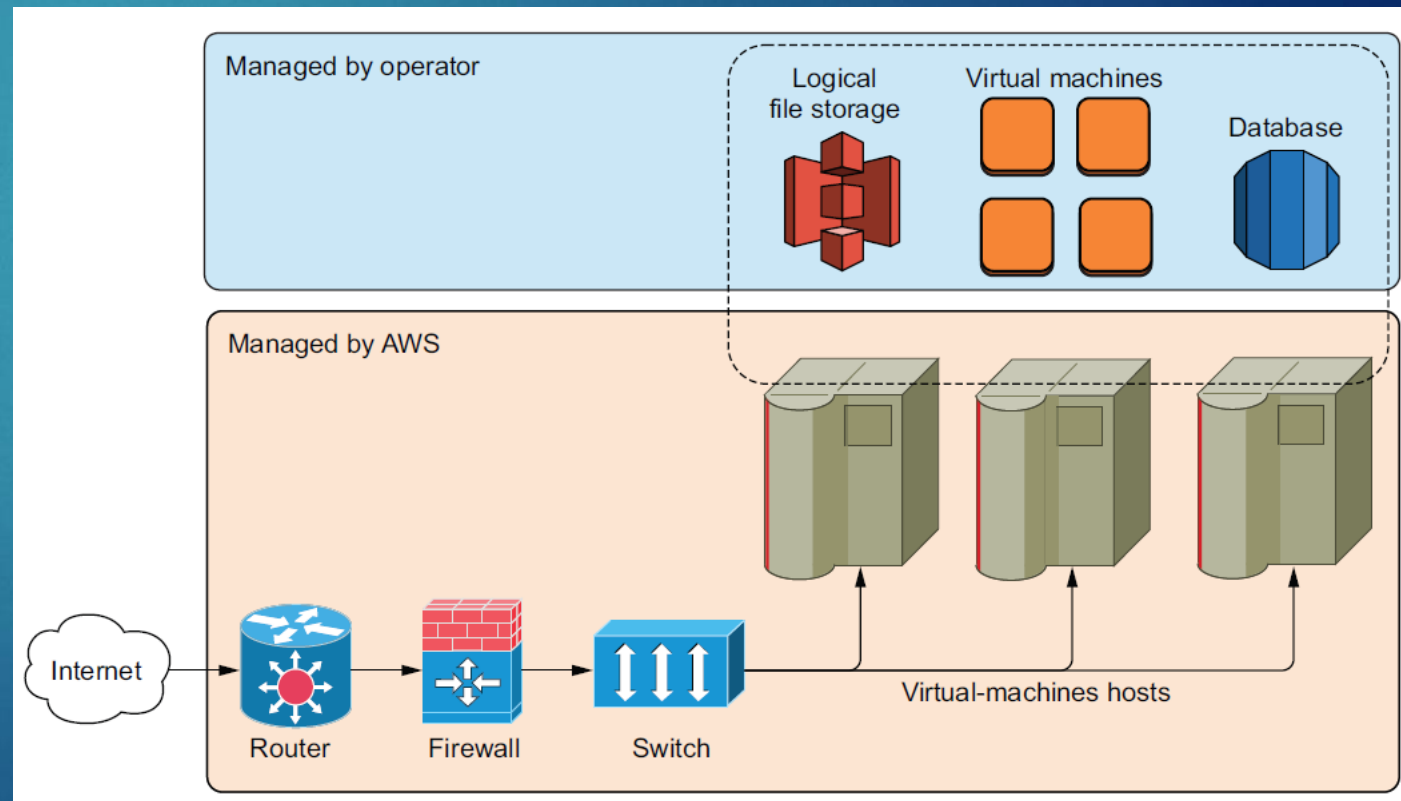 Managed by operator
Logical
file storage
Virtual machines
Database
Managed by AWS
Internet
Router
Firewall
Switch
Virtual-machines hosts